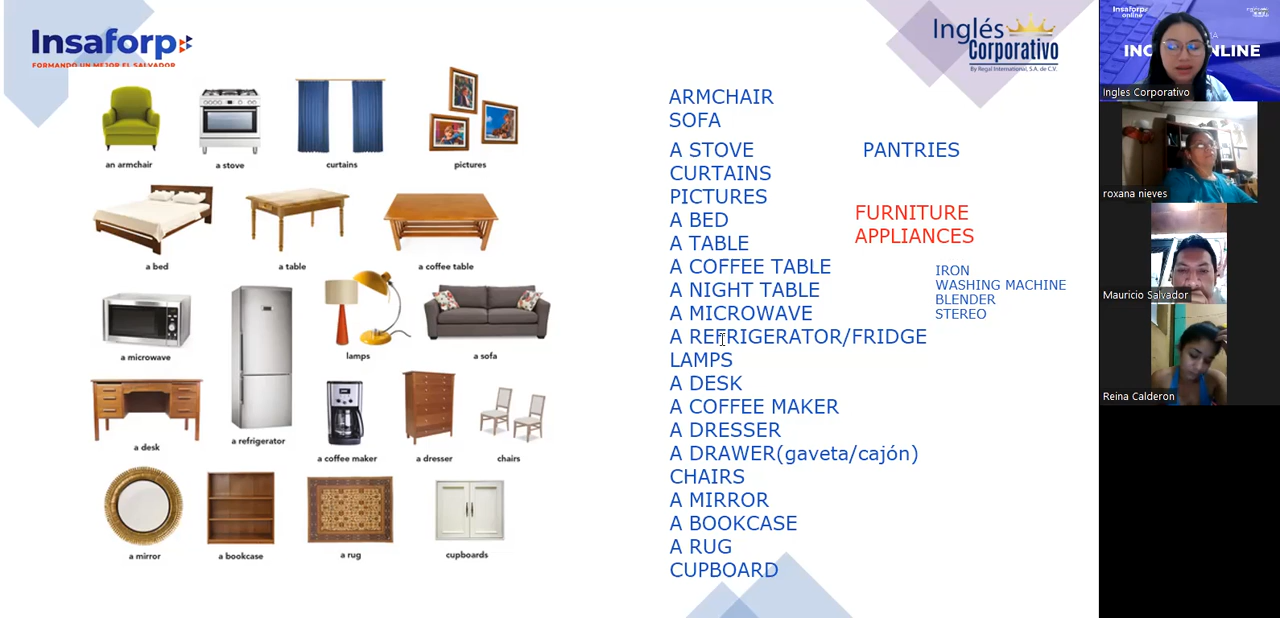 Insaforp
FORMANDO UN MEJOR EL SALVADOR
Inglés
Corporativo
By Regal International, S.A. de C.V.
an armchair
a stove
curtains
pictures
a bed
a table
a coffee table
a microwave
a refrigerator
lamps
a sofa
a desk
a coffee maker
a dresser
chairs
a mirror
a bookcase
a rug
cupboards
ARMCHAIR
SOFA
A STOVE
CURTAINS
PICTURES
A BED
A TABLE
A COFFEE TABLE
A NIGHT TABLE
A MICROWAVE
A REFRIGERATOR/FRIDGE
LAMPS
A DESK
A COFFEE MAKER
A DRESSER
A DRAWER(gaveta/cajón)
CHAIRS
A MIRROR
A BOOKCASE
A RUG
CUPBOARD
PANTRIES
FURNITURE
APPLIANCES
IRON
WASHING MACHINE
BLENDER
STEREO
Insaforp
online
Ingles Corporativo
roxana nieves
Mauricio Salvador
Reina Calderon